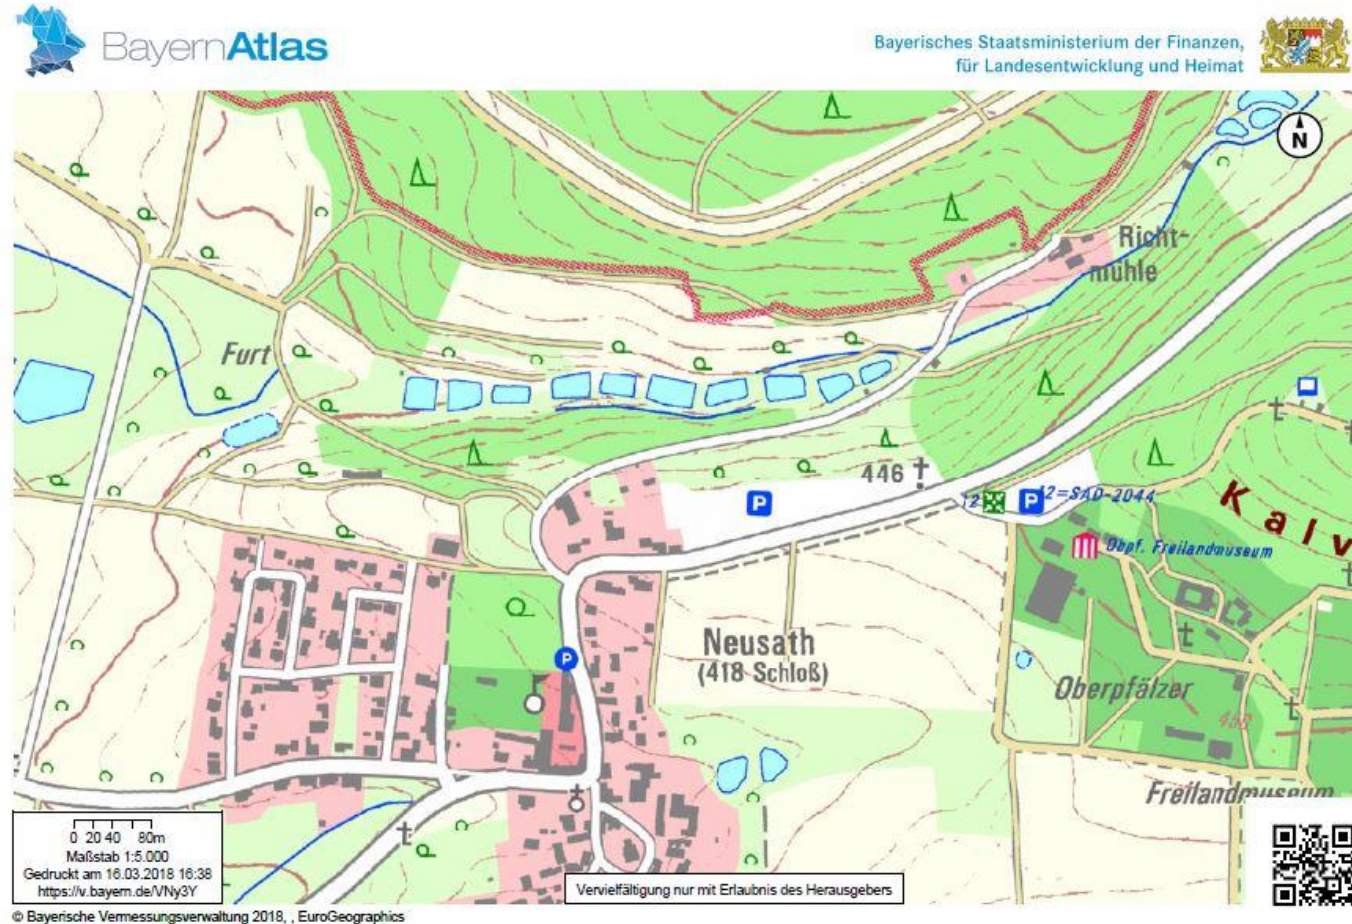 BayernAtlas
Bayerisches Staatsministerium der Finanzen,
für Landesentwicklung und Heimat
N
Richt-
mühle
Furt
446
P
12
P
12=SAD-2044
Kalv
Obpf. Freilandmuseum
Neusath
(418 Schloß)
P
Oberpfälzer
Freilandmuseum
0 20 40 80m
Maßstab 1:5.000
Gedruckt am 16.03.2018 16:38
https://v.bayern.de/VNy3Y
Vervielfältigung nur mit Erlaubnis des Herausgebers
© Bayerische Vermessungsverwaltung 2018, , EuroGeographics